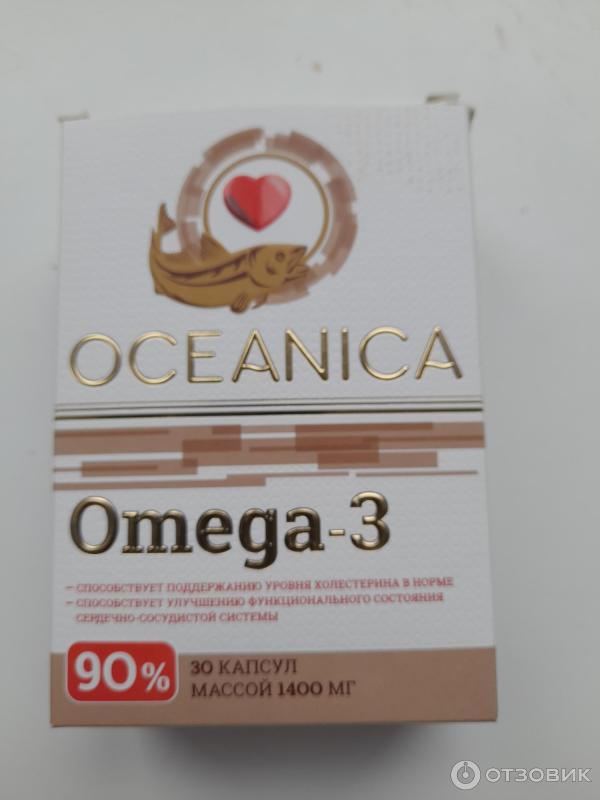 OCEANICA
Omega-3
– СПОСОБСТВУЕТ ПОДДЕРЖАНИЮ УРОВНЯ ХОЛЕСТЕРИНА В НОРМЕ
– СПОСОБСТВУЕТ УЛУЧШЕНИЮ ФУНКЦИОНАЛЬНОГО СОСТОЯНИЯ
СЕРДЕЧНО-СОСУДИСТОЙ СИСТЕМЫ
90%
30 КАПСУЛ
МАССОЙ 1400 МГ
ОТЗОВИК